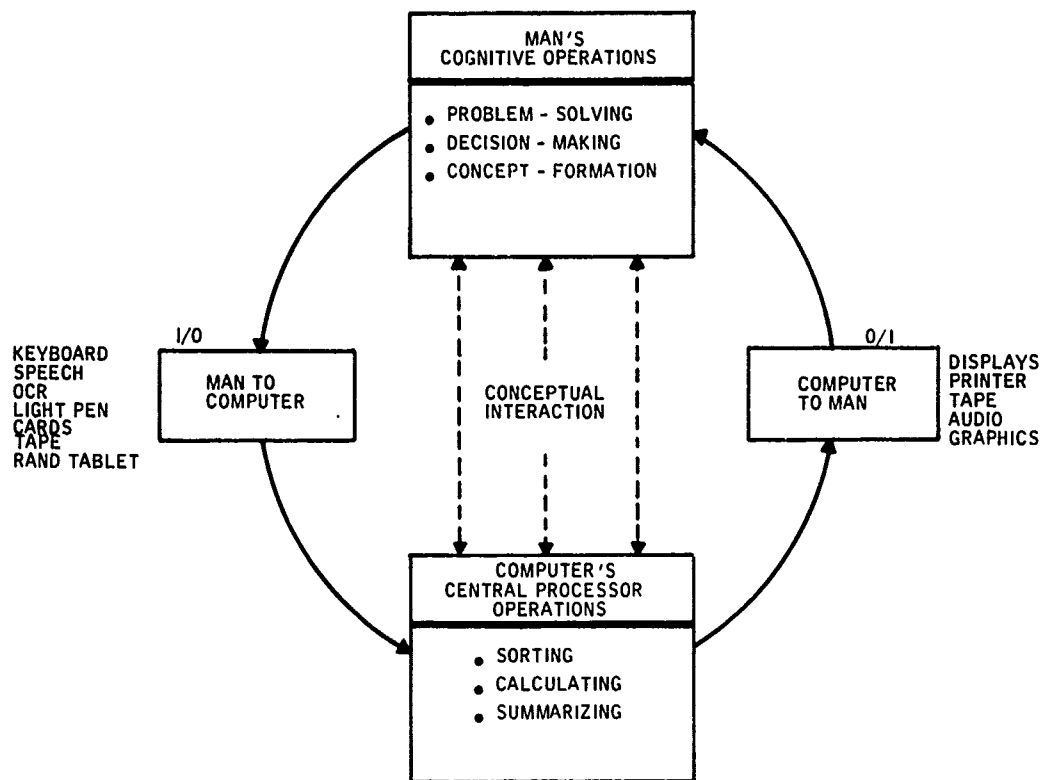 MAN'S
COGNITIVE OPERATIONS
• PROBLEM - SOLVING
• DECISION - MAKING
• CONCEPT - FORMATION
I/O
KEYBOARD
SPEECH
OCR
LIGHT PEN
CARDS
TAPE
RAND TABLET
MAN TO
COMPUTER
CONCEPTUAL
INTERACTION
O/I
COMPUTER
TO MAN
DISPLAYS
PRINTER
TAPE
AUDIO
GRAPHICS
COMPUTER'S
CENTRAL PROCESSOR
OPERATIONS
• SORTING
• CALCULATING
• SUMMARIZING